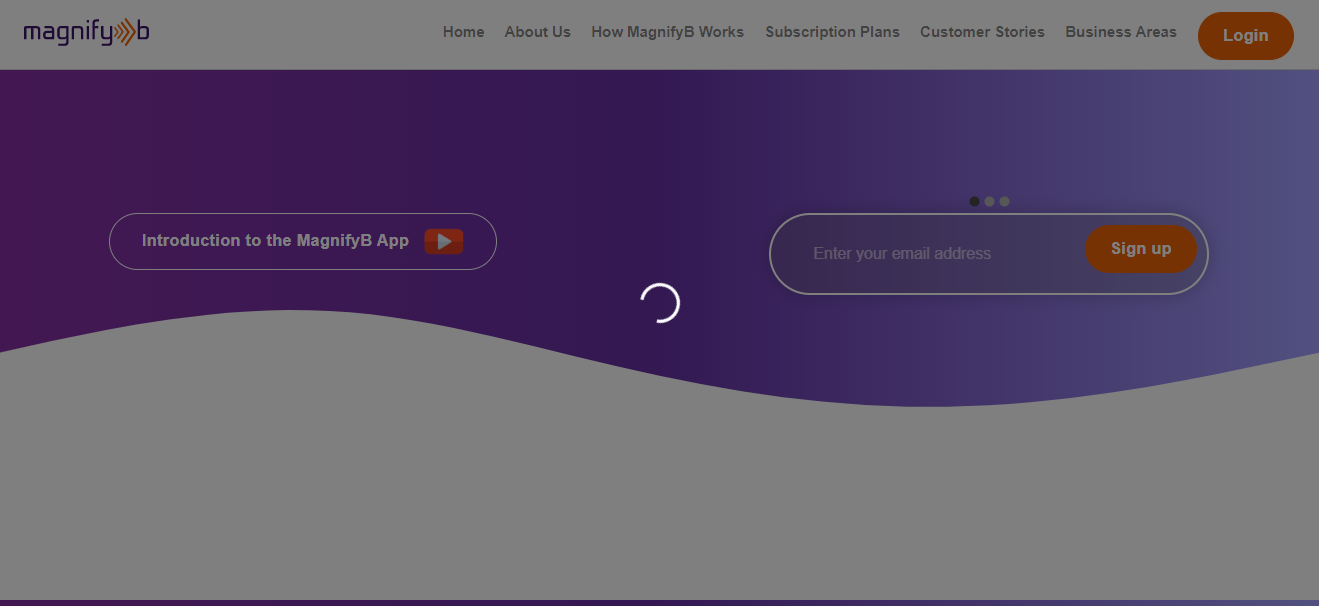 magnifyb
Home About Us How MagnifyB Works Subscription Plans Customer Stories Business Areas Login
Introduction to the MagnifyB App
Enter your email address Sign up